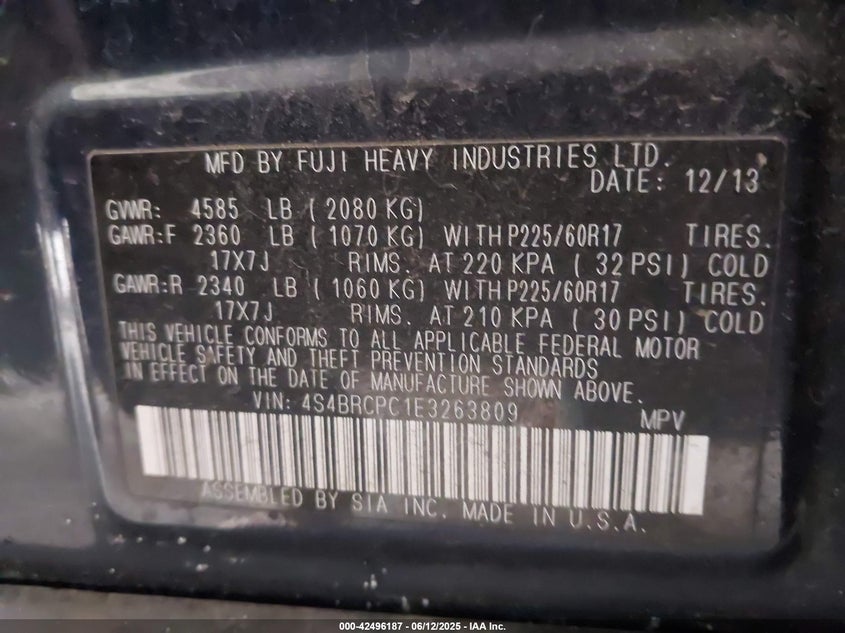 MFD BY FUJI HEAVY INDUSTRIES LTD.
DATE: 12/13
GVWR: 4585 LB ( 2080 KG)
GAWR:F 2360 LB ( 1070 KG) WITH P225/60R17 TIRES.
17X7J RIMS. AT 220 KPA ( 32 PSI) COLD
GAWR:R 2340 LB ( 1060 KG) WITH P225/60R17 TIRES.
17X7J RIMS. AT 210 KPA ( 30 PSI) COLD
THIS VEHICLE CONFORMS TO ALL APPLICABLE FEDERAL MOTOR
VEHICLE SAFETY AND THEFT PREVENTION STANDARDS
IN EFFECT ON THE DATE OF MANUFACTURE SHOWN ABOVE.
VIN: 4S4BRCPC1E3263809 MPV
ASSEMBLED BY SIA INC. MADE IN U.S.A.
000-42496187 - 06/12/2025 - IAA Inc.